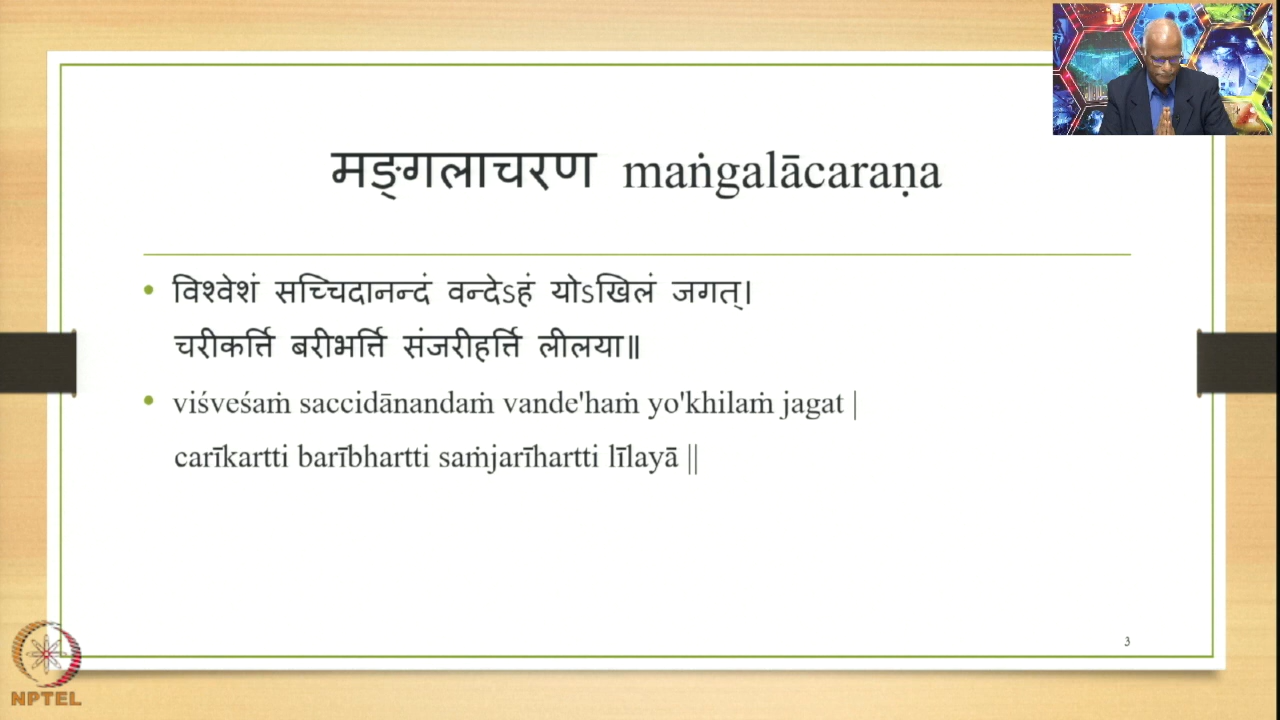 मङ्गलाचरण maṅgalācaraṇa
• विश्वेशं सच्चिदानन्दं वन्देऽहं योऽखिलं जगत्।
चरीकर्त्ति बरीभर्त्ति संजरीहर्त्ति लीलया॥
• viśveśaṁ saccidānandaṁ vande'haṁ yo'khilaṁ jagat |
carīkartti barībhartti saṁjarīhartti līlayā ||
3
NPTEL